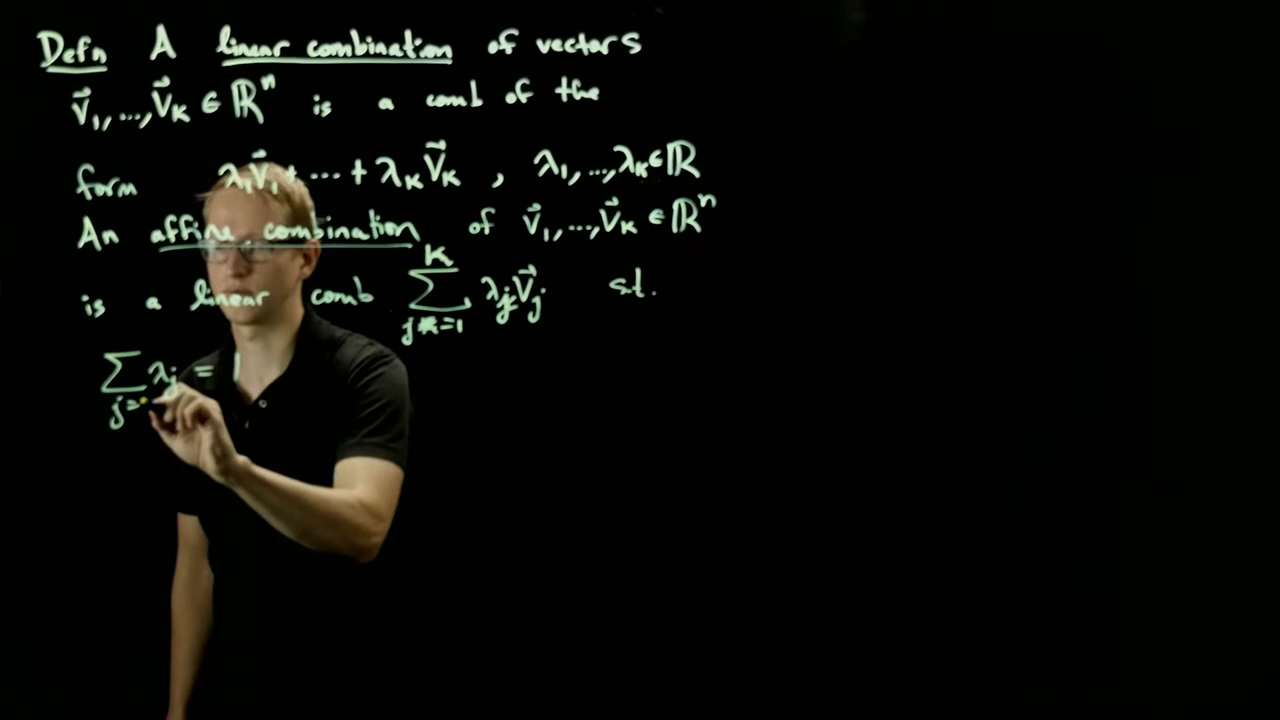 Defn A linear combination of vectors
v⃗₁,...,v⃗ₖ ∈ ℝⁿ is a comb of the
form λ₁v⃗₁ + ... + λₖv⃗ₖ , λ₁,...,λₖ ∈ ℝ
An affine combination of v⃗₁,...,v⃗ₖ ∈ ℝⁿ
is a linear comb ∑_{j=1}^{k} λⱼv⃗ⱼ s.t.
∑_{j=} λⱼ = 1